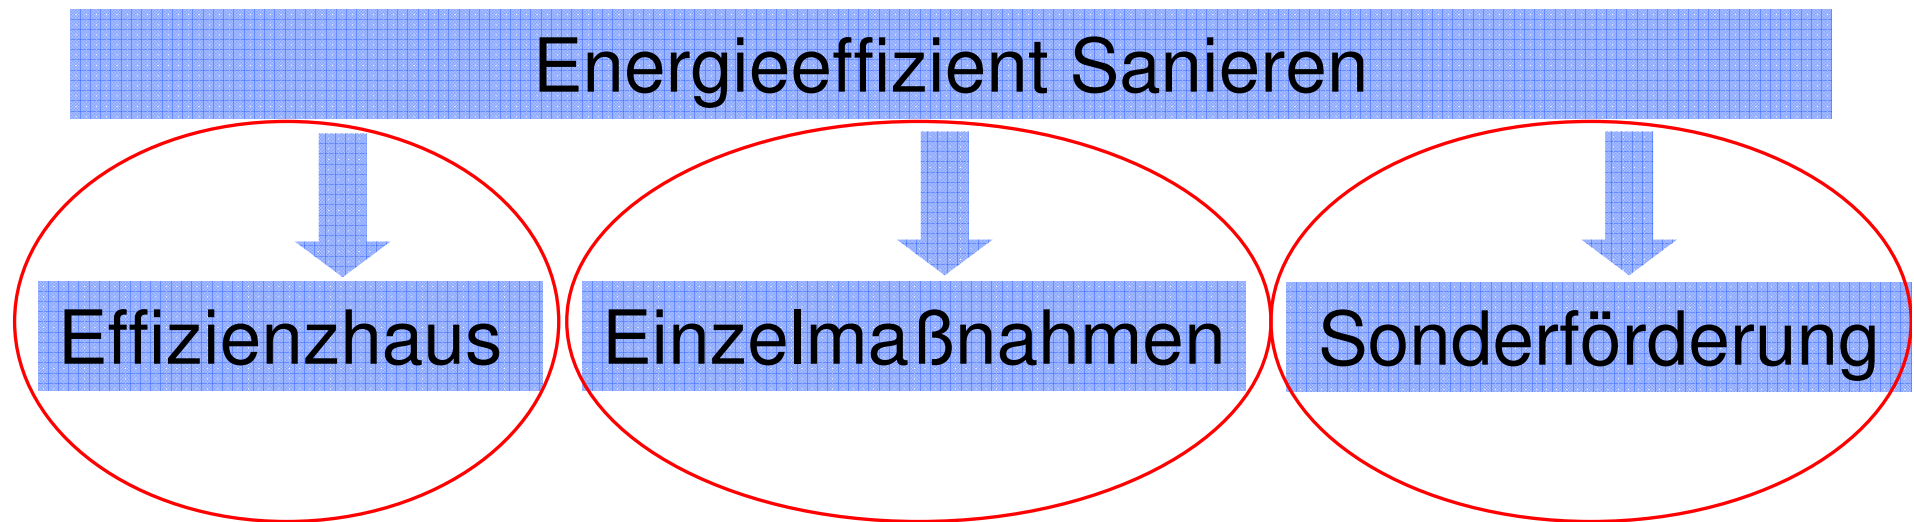 Energieeffizient Sanieren
Effizienzhaus
Einzelmaßnahmen
Sonderförderung